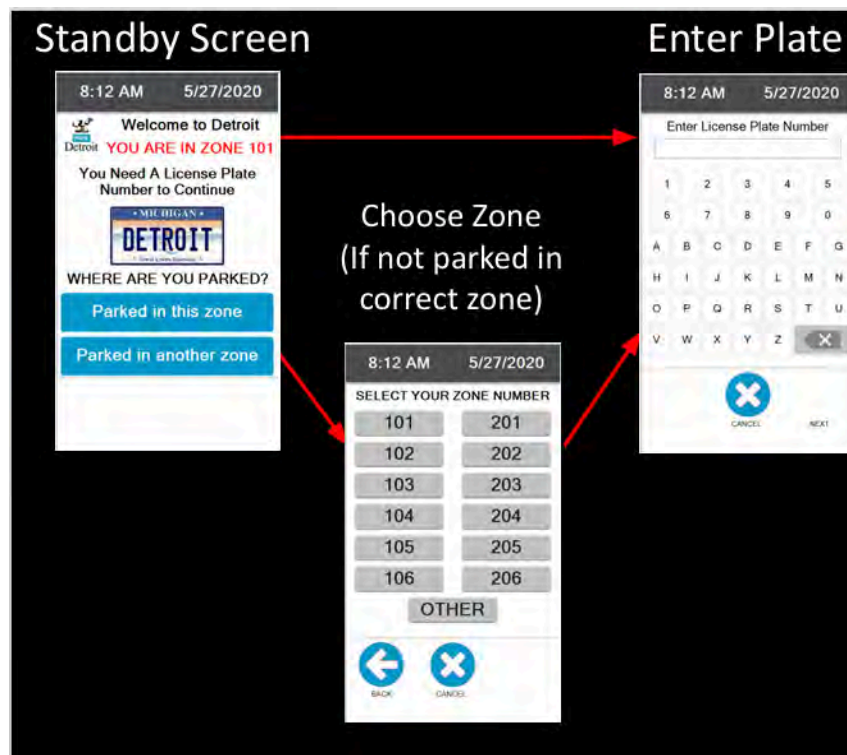 Standby Screen
8:12 AM 5/27/2020
Welcome to Detroit
Detroit
YOU ARE IN ZONE 101
You Need A License Plate
Number to Continue
• MICHIGAN •
DETROIT
WHERE ARE YOU PARKED?
Parked in this zone
Parked in another zone
Choose Zone
(If not parked in
correct zone)
8:12 AM 5/27/2020
SELECT YOUR ZONE NUMBER
101 201
102 202
103 203
104 204
105 205
106 206
OTHER
BACK CANCEL
Enter Plate
8:12 AM 5/27/2020
Enter License Plate Number
1 2 3 4 5
6 7 8 9 0
A B C D E F G
H I J K L M N
O P Q R S T U
V W X Y Z
CANCEL NEXT